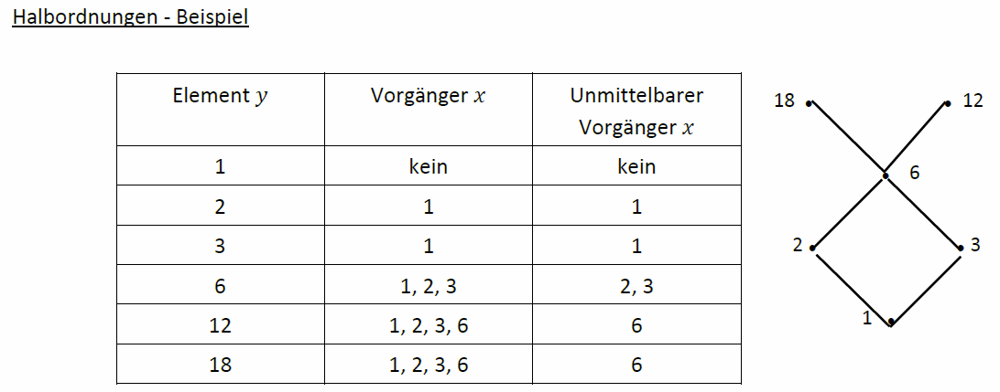 Halbordnungen - Beispiel
Element y Vorgänger x Unmittelbarer
Vorgänger x
1 kein kein
2 1 1
3 1 1
6 1, 2, 3 2, 3
12 1, 2, 3, 6 6
18 1, 2, 3, 6 6
18 12
6
2 3
1